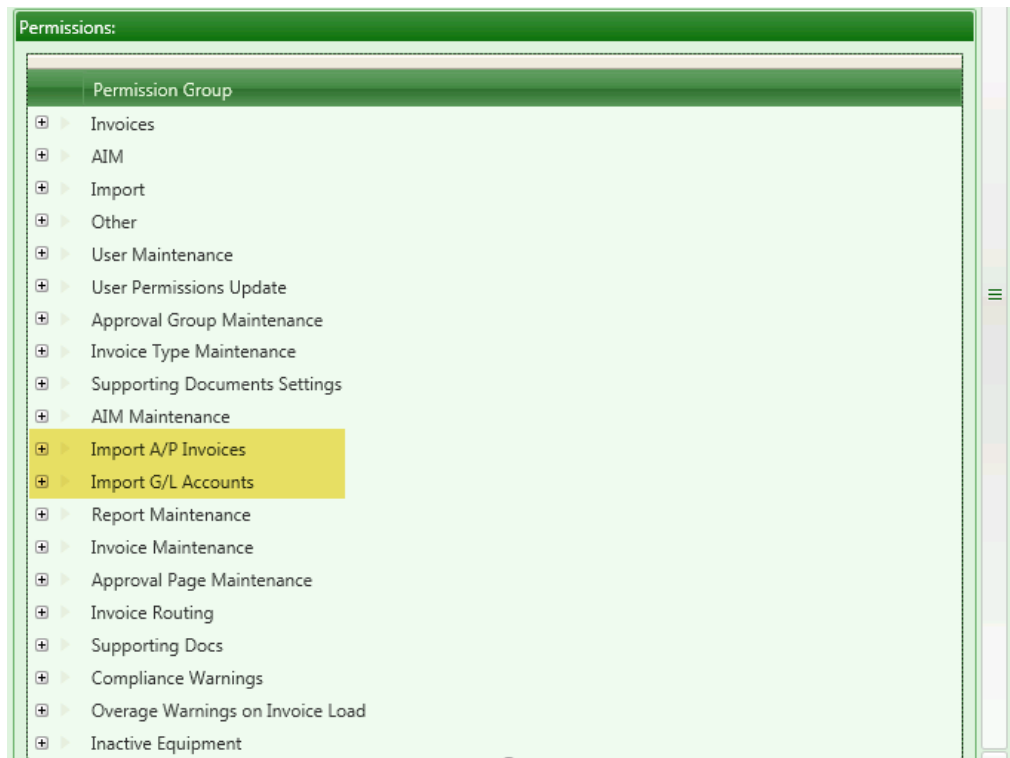 Permissions:
Permission Group
Invoices
AIM
Import
Other
User Maintenance
User Permissions Update
Approval Group Maintenance
Invoice Type Maintenance
Supporting Documents Settings
AIM Maintenance
Import A/P Invoices
Import G/L Accounts
Report Maintenance
Invoice Maintenance
Approval Page Maintenance
Invoice Routing
Supporting Docs
Compliance Warnings
Overage Warnings on Invoice Load
Inactive Equipment